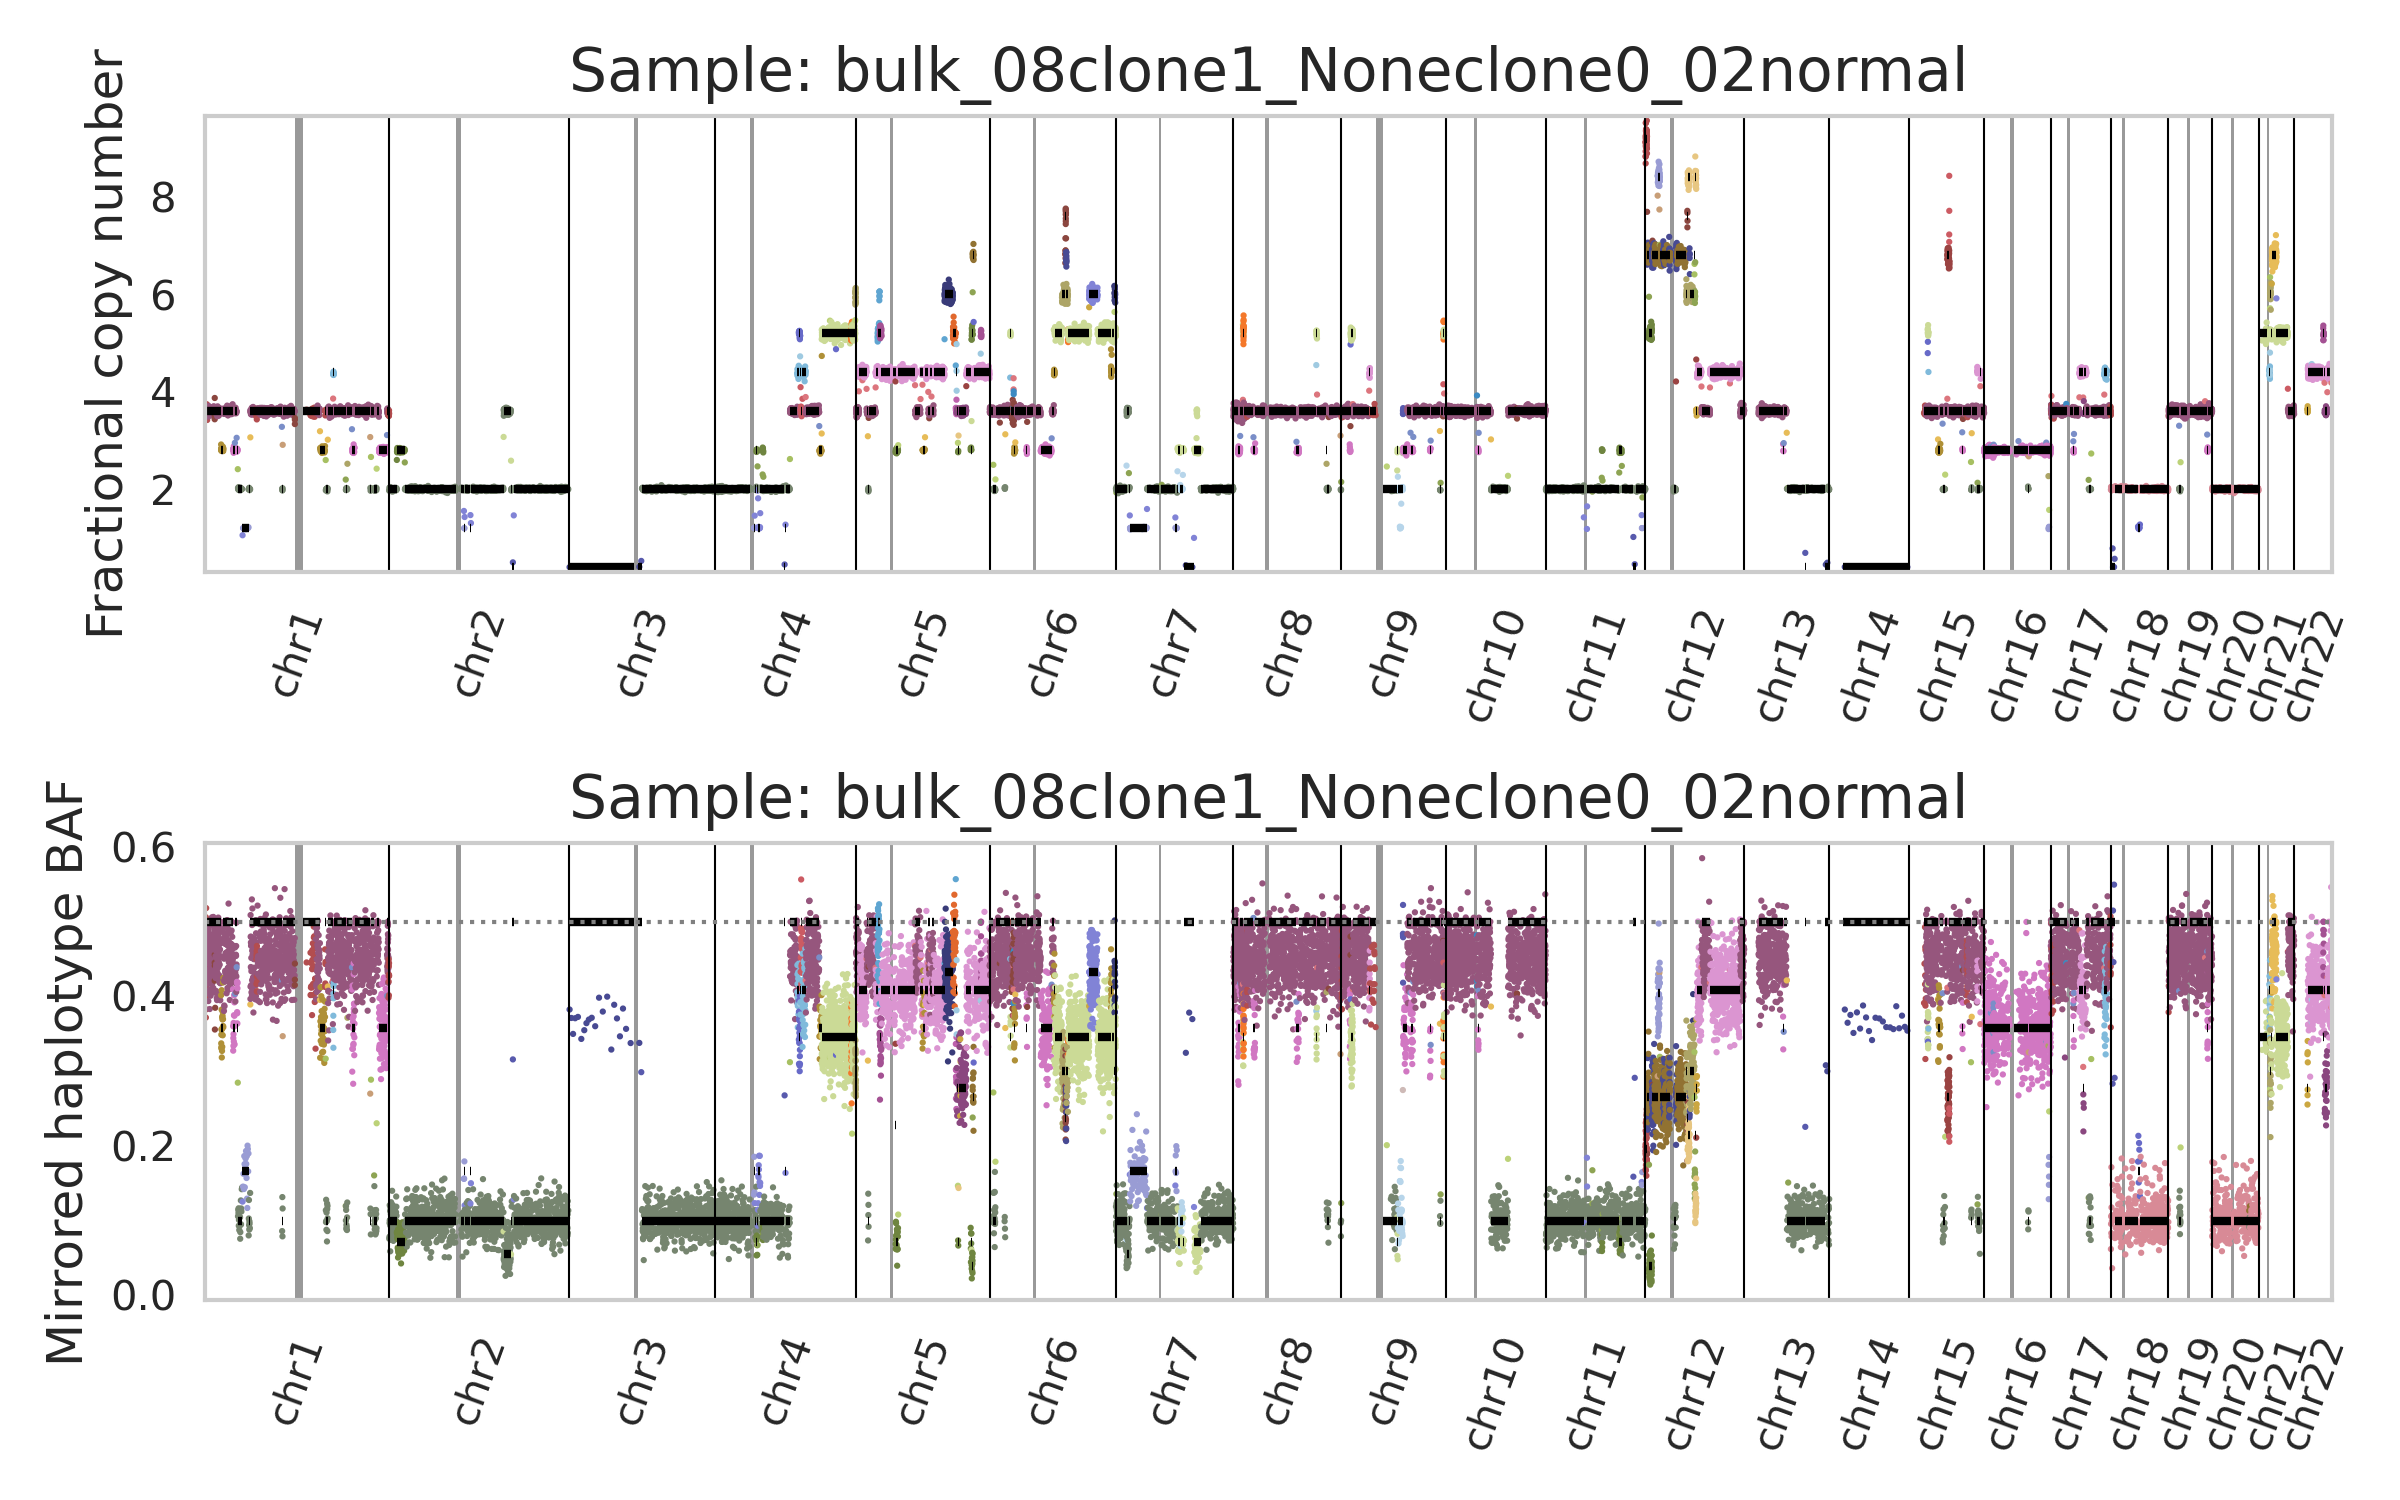 Sample: bulk_08clone1_Noneclone0_02normal
Fractional copy number
8
6
4
2
chr1 chr2 chr3 chr4 chr5 chr6 chr7 chr8 chr9 chr10 chr11 chr12 chr13 chr14 chr15 chr16 chr17 chr18 chr19 chr20 chr21 chr22
Sample: bulk_08clone1_Noneclone0_02normal
Mirrored haplotype BAF
0.6
0.4
0.2
0.0
chr1 chr2 chr3 chr4 chr5 chr6 chr7 chr8 chr9 chr10 chr11 chr12 chr13 chr14 chr15 chr16 chr17 chr18 chr19 chr20 chr21 chr22